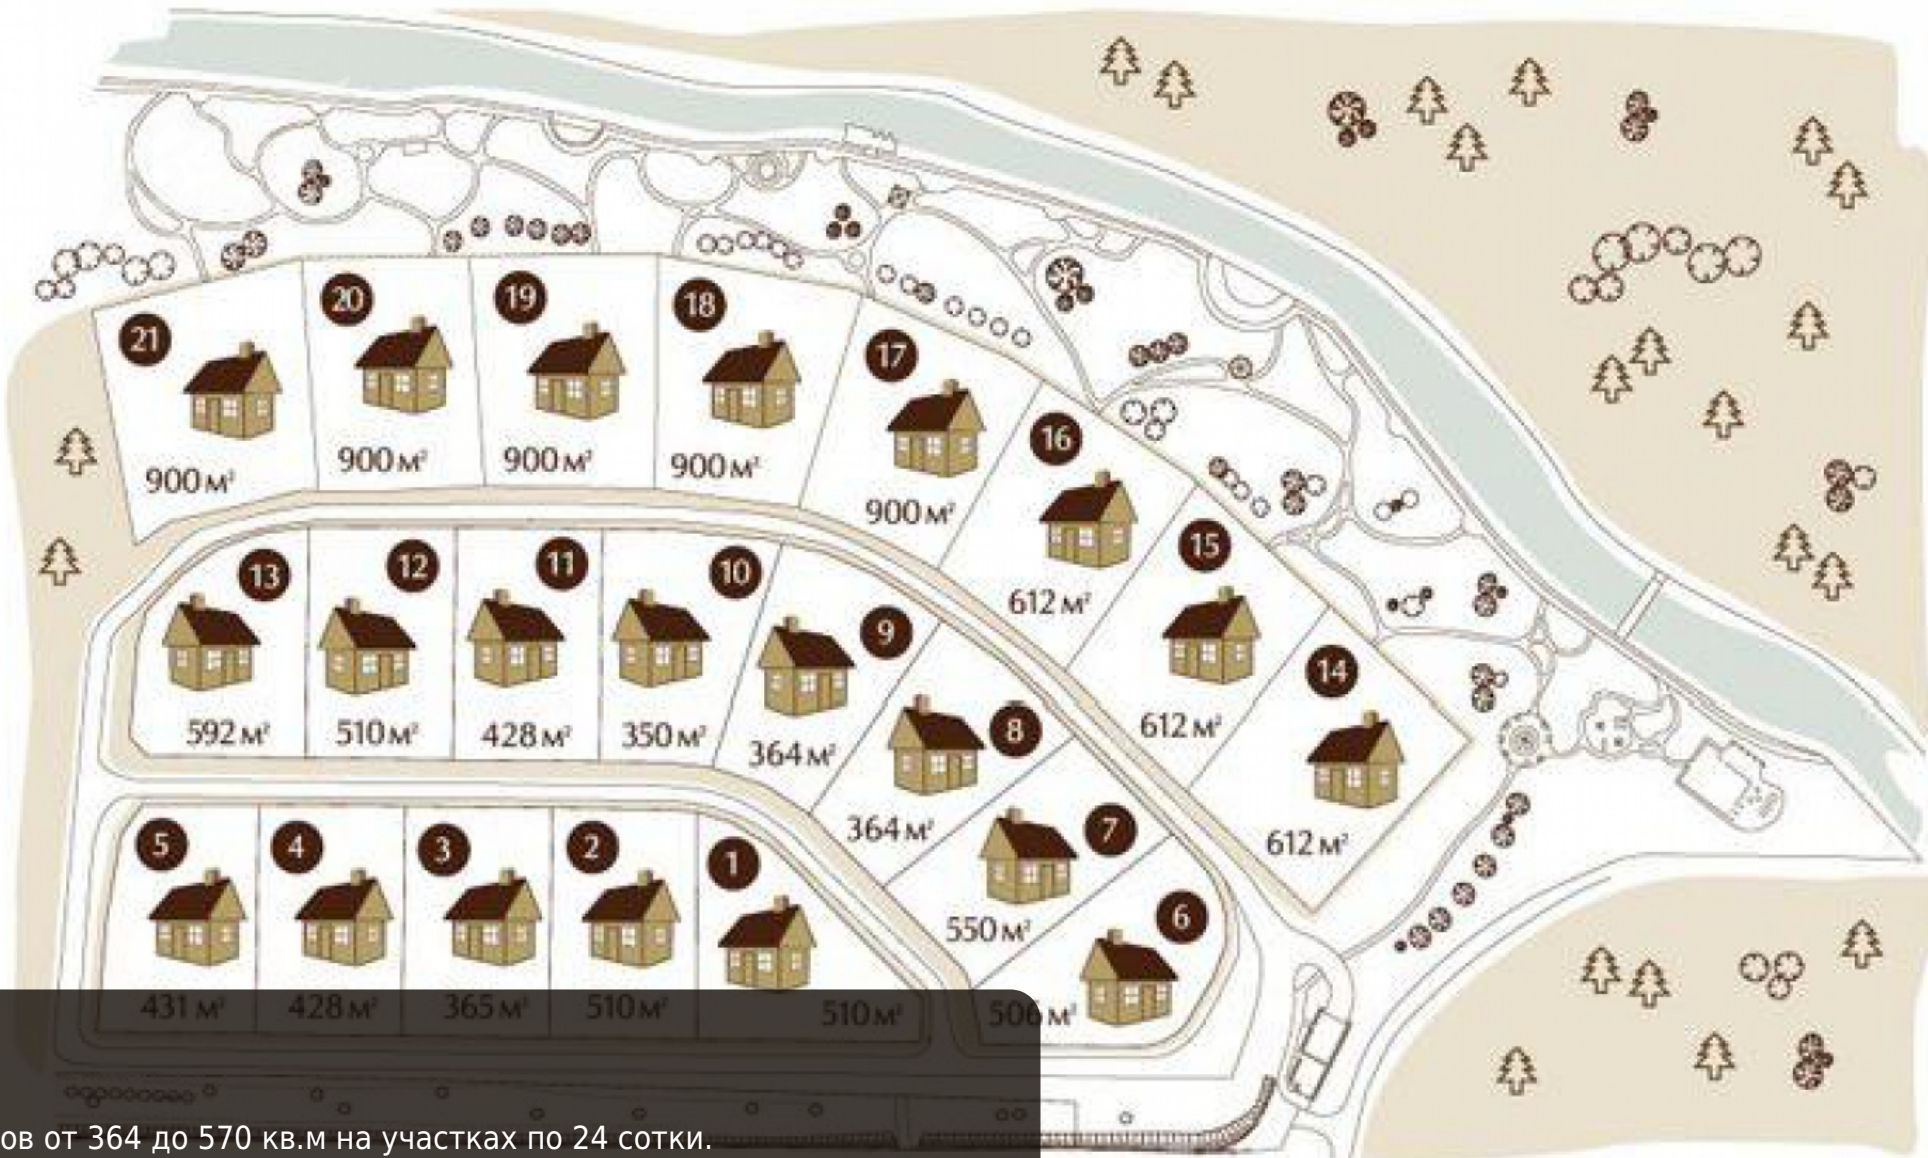 21
20
19
18
17
16
15
14
900 м²
900 м²
900 м²
900 м²
900 м²
612 м²
612 м²
612 м²
13
12
11
10
9
8
7
6
592 м²
510 м²
428 м²
350 м²
364 м²
364 м²
550 м²
506 м²
5
4
3
2
1
431 м²
428 м²
365 м²
510 м²
510 м²
ов от 364 до 570 кв.м на участках по 24 сотки.